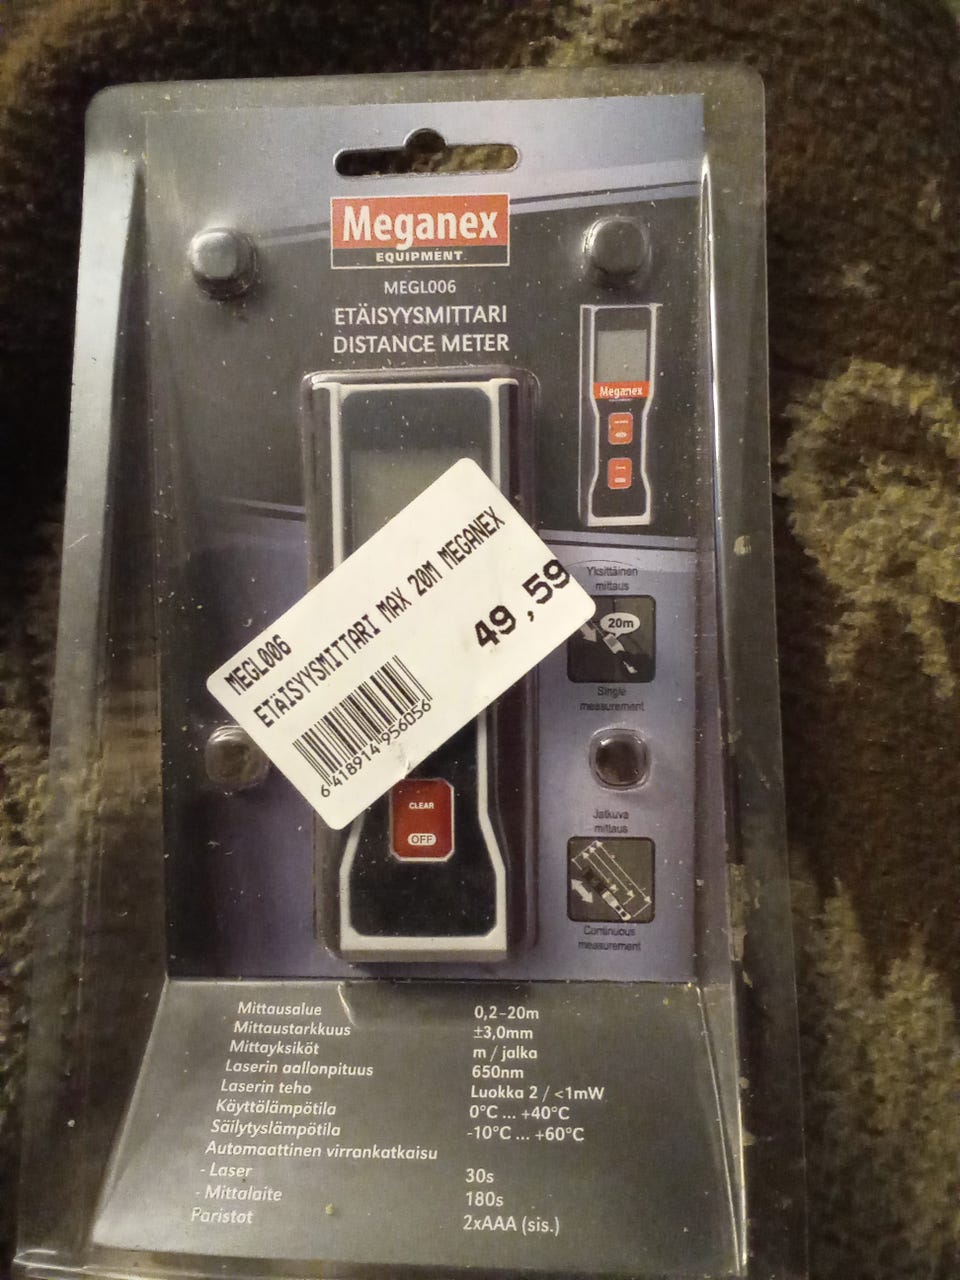 Meganex
EQUIPMENT
MEGL006
ETÄISYYSMITTARI
DISTANCE METER
Meganex
MEGL006
ETÄISYYSMITTARI MAX 20M MEGANEX
49,59
6 418914 956056
CLEAR
OFF
Yksittäinen
mittaus
20m
Single
measurement
Jatkuva
mittaus
Continuous
measurement
Mittausalue 0,2-20m
Mittaustarkkuus ±3,0mm
Mittayksiköt m / jalka
Laserin aallonpituus 650nm
Laserin teho Luokka 2 / <1mW
Käyttölämpötila 0°C ... +40°C
Säilytyslämpötila -10°C ... +60°C
Automaattinen virrankatkaisu
- Laser 30s
- Mittalaite 180s
Paristot 2xAAA (sis.)